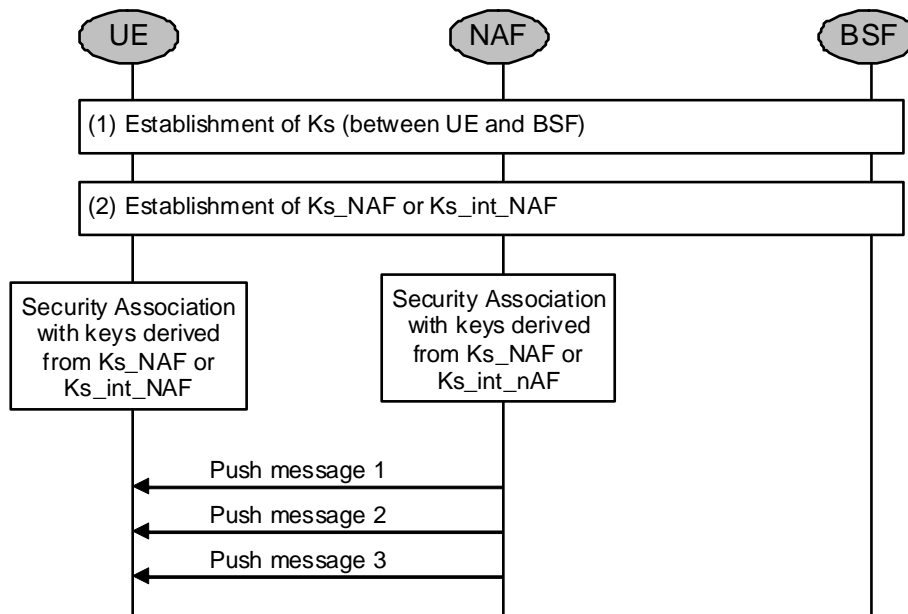 UE
NAF
BSF
(1) Establishment of Ks (between UE and BSF)
(2) Establishment of Ks_NAF or Ks_int_NAF
Security Association
with keys derived
from Ks_NAF or
Ks_int_NAF
Security Association
with keys derived
from Ks_NAF or
Ks_int_nAF
Push message 1
Push message 2
Push message 3